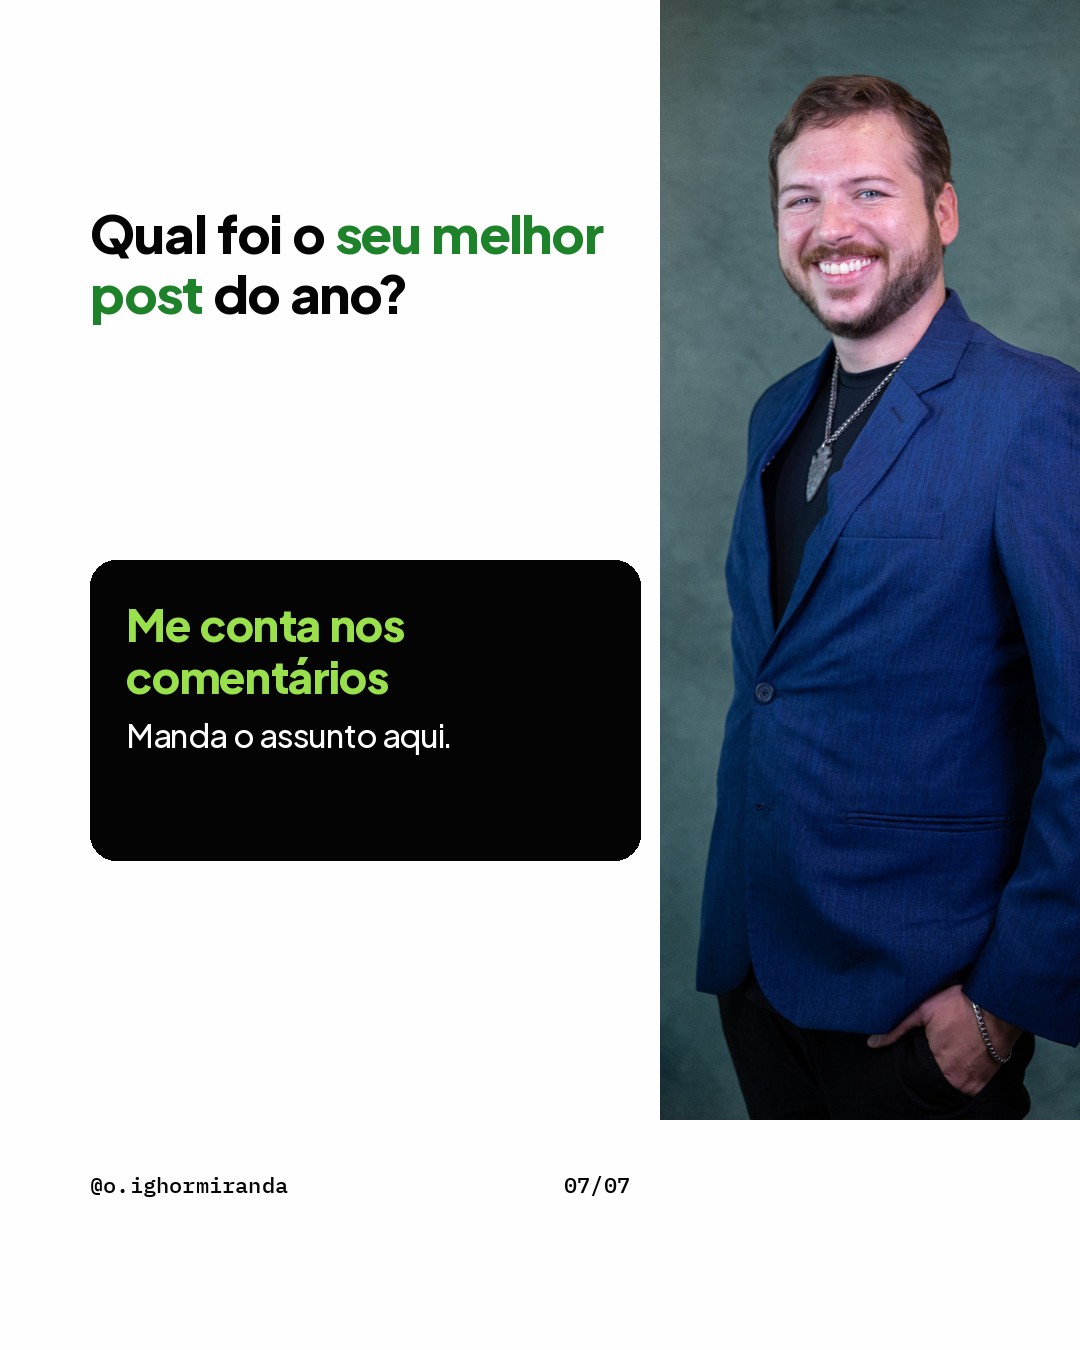 Qual foi o seu melhor
post do ano?
Me conta nos
comentários
Manda o assunto aqui.
@o.ighormiranda
07/07